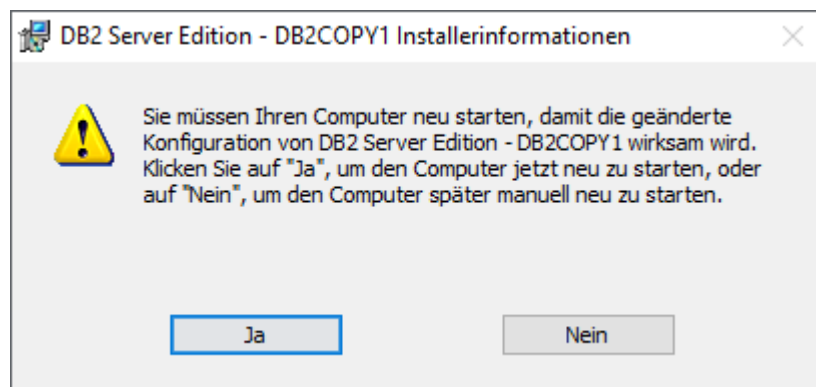 DB2 Server Edition - DB2COPY1 Installerinformationen
Sie müssen Ihren Computer neu starten, damit die geänderte
Konfiguration von DB2 Server Edition - DB2COPY1 wirksam wird.
Klicken Sie auf "Ja", um den Computer jetzt neu zu starten, oder
auf "Nein", um den Computer später manuell neu zu starten.
Ja
Nein